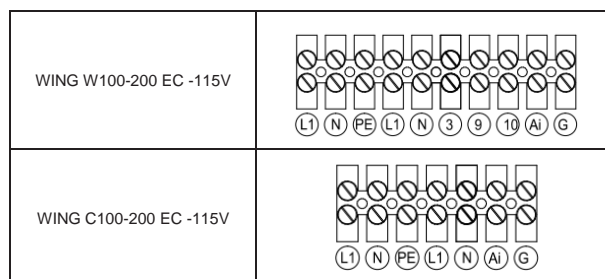 WING W100-200 EC -115V
L1 N PE L1 N 3 9 10 Ai G
WING C100-200 EC -115V
L1 N PE L1 N Ai G